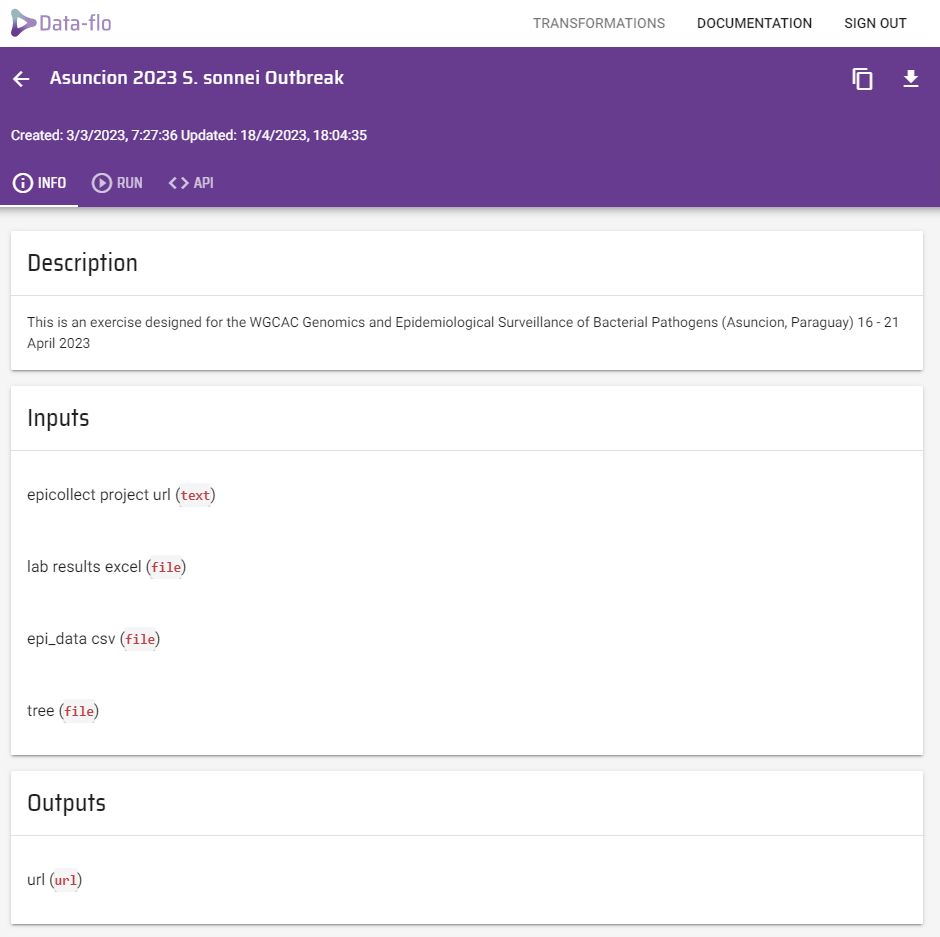 Data-flo
TRANSFORMATIONS
DOCUMENTATION
SIGN OUT
Asuncion 2023 S. sonnei Outbreak
Created: 3/3/2023, 7:27:36 Updated: 18/4/2023, 18:04:35
INFO
RUN
API
Description
This is an exercise designed for the WGCAC Genomics and Epidemiological Surveillance of Bacterial Pathogens (Asuncion, Paraguay) 16 - 21
April 2023
Inputs
epicollect project url (text)
lab results excel (file)
epi_data csv (file)
tree (file)
Outputs
url (url)